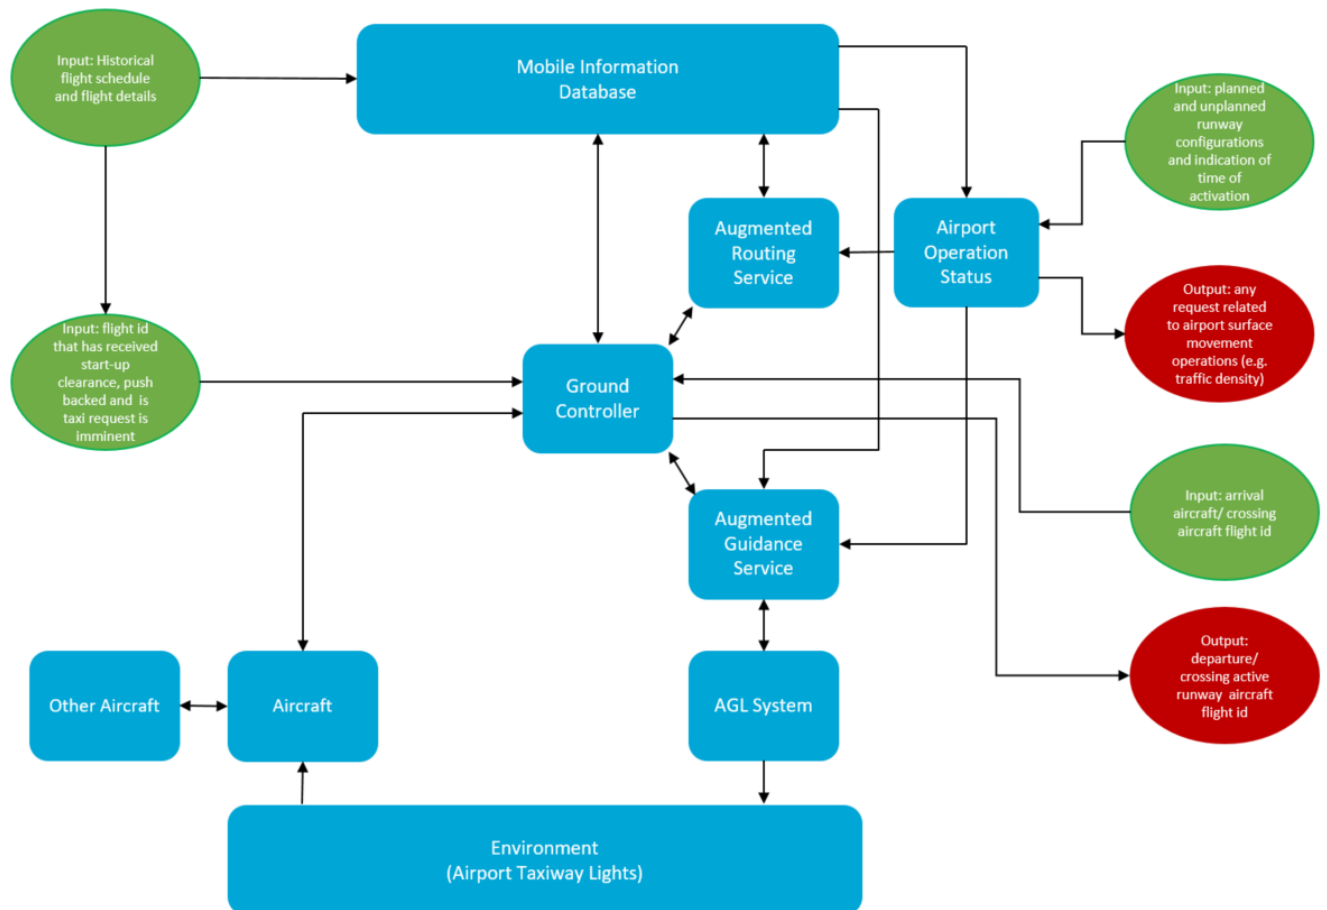 Input: Historical
flight schedule
and flight details
Mobile Information
Database
Input: planned
and unplanned
runway
configurations
and indication of
time of
activation
Augmented
Routing
Service
Airport
Operation
Status
Output: any
request related
to airport surface
movement
operations (e.g.
traffic density)
Input: flight id
that has received
start-up
clearance, push
backed and  is
taxi request is
imminent
Ground
Controller
Input: arrival
aircraft/ crossing
aircraft flight id
Augmented
Guidance
Service
Output:
departure/
crossing active
runway  aircraft
flight id
Other Aircraft
Aircraft
AGL System
Environment
(Airport Taxiway Lights)